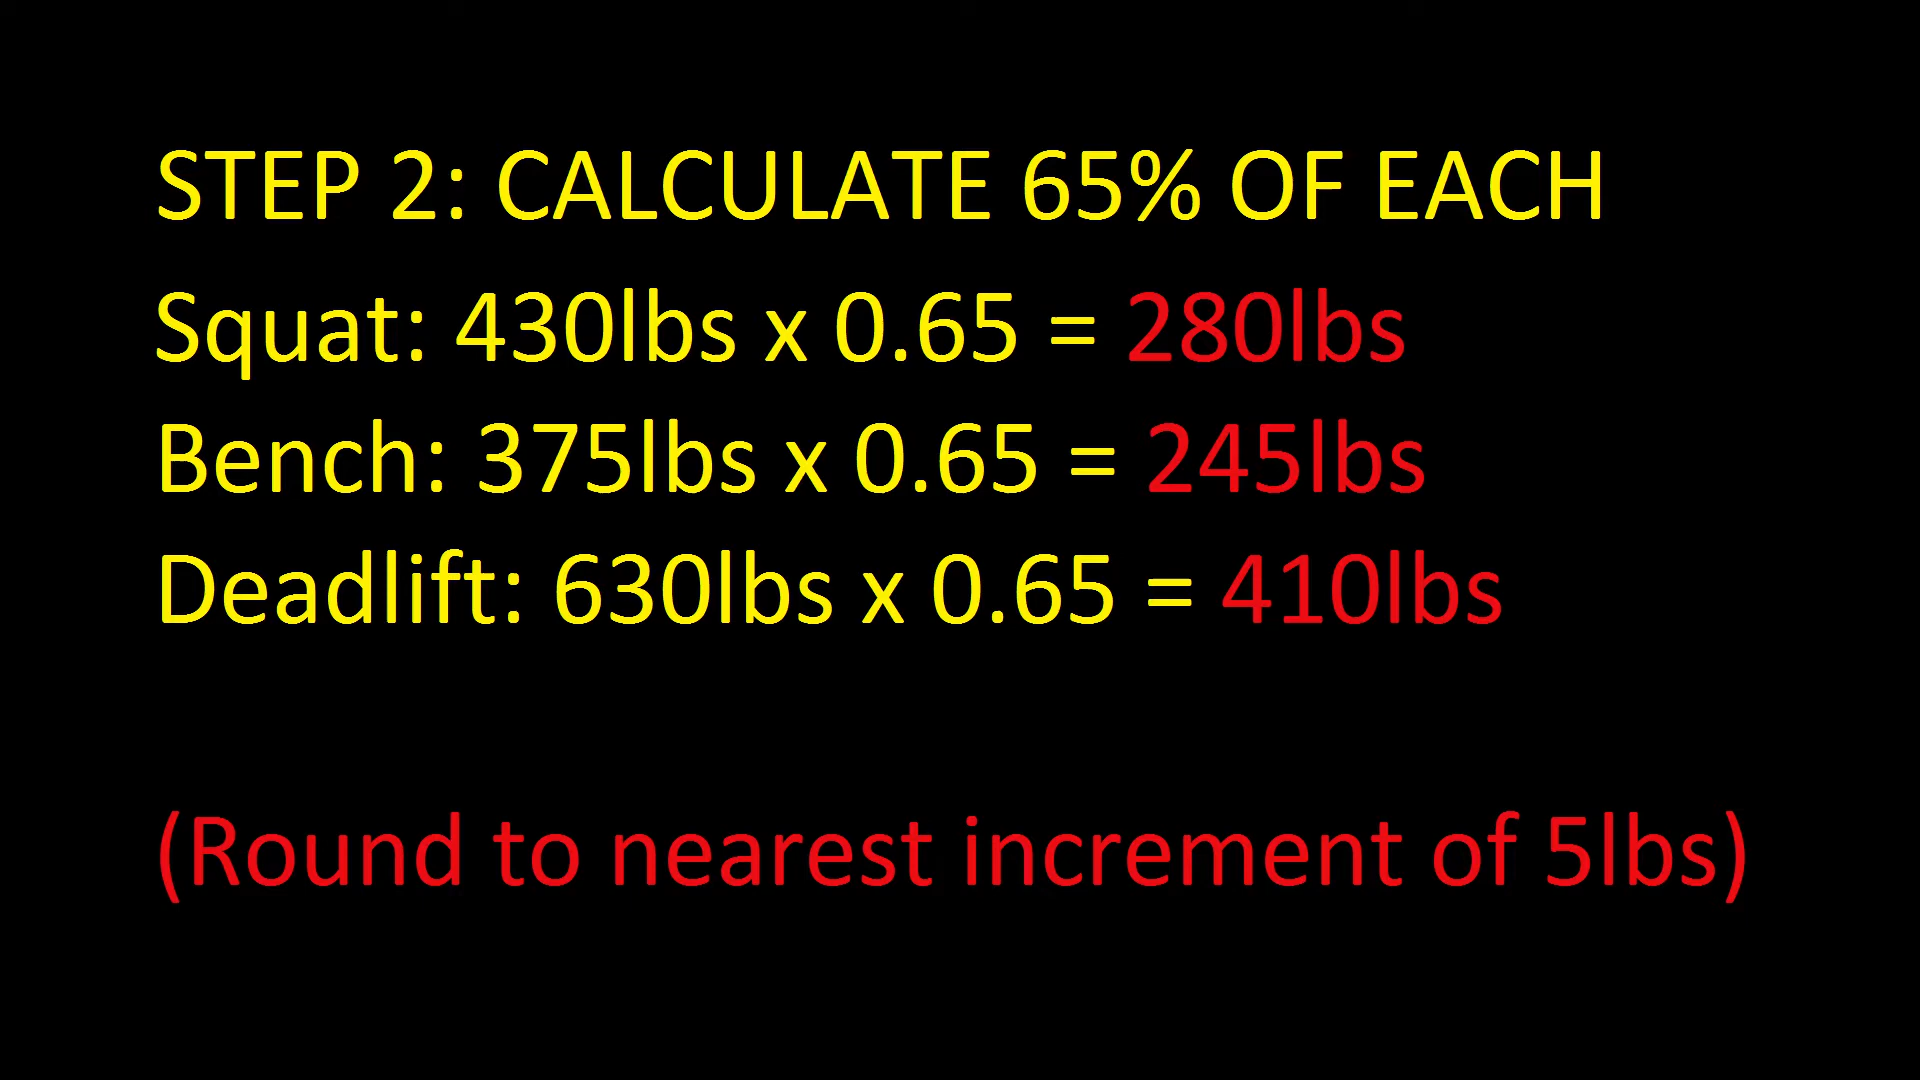 STEP 2: CALCULATE 65% OF EACH
Squat: 430lbs x 0.65 = 280lbs
Bench: 375lbs x 0.65 = 245lbs
Deadlift: 630lbs x 0.65 = 410lbs
(Round to nearest increment of 5lbs)